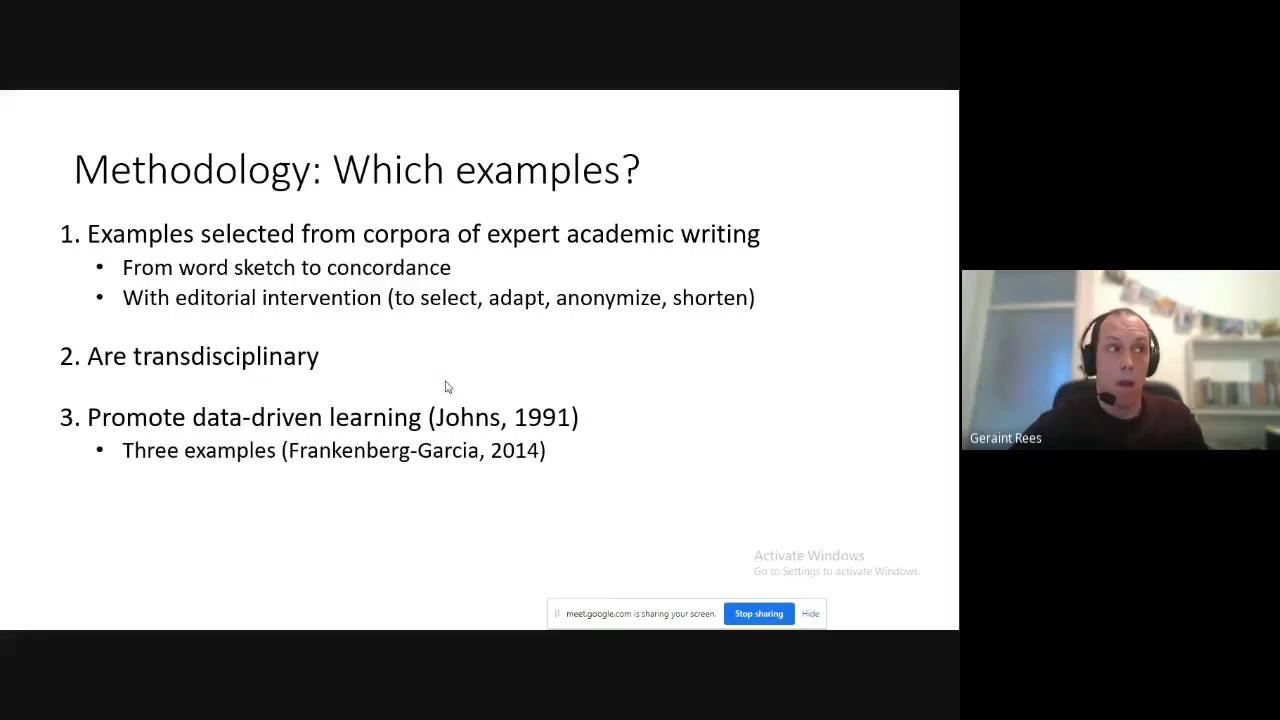 Methodology: Which examples?
1. Examples selected from corpora of expert academic writing
• From word sketch to concordance
• With editorial intervention (to select, adapt, anonymize, shorten)
2. Are transdisciplinary
3. Promote data-driven learning (Johns, 1991)
• Three examples (Frankenberg-Garcia, 2014)
Geraint Rees
Activate Windows
Go to Settings to activate Windows.
meet.google.com is sharing your screen. Stop sharing Hide